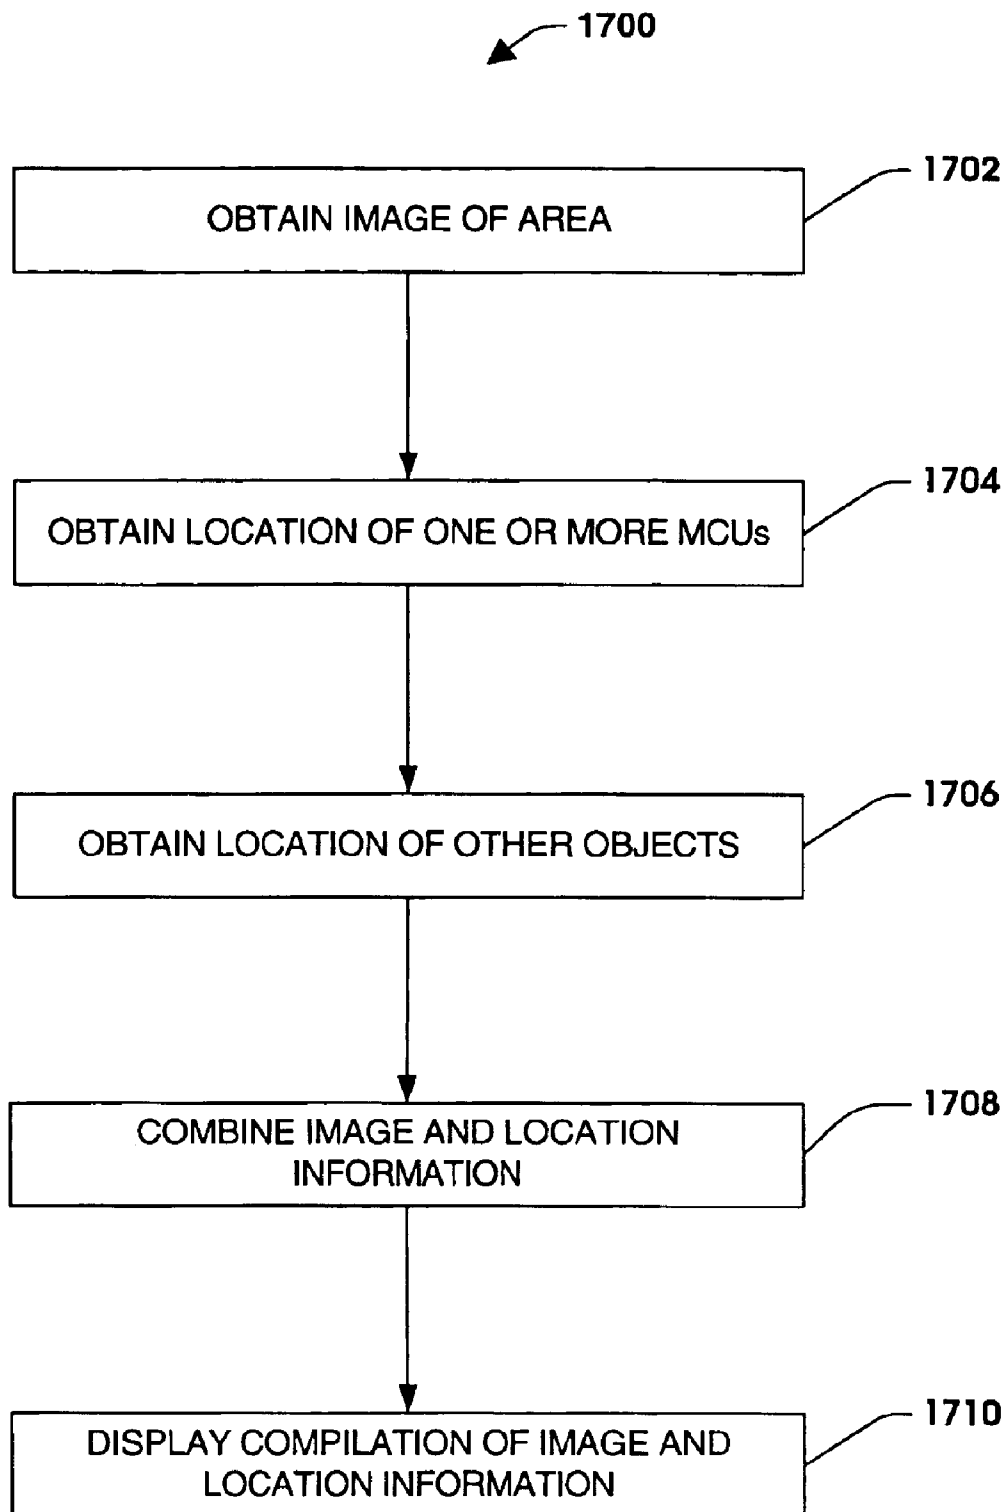 1700
1702
OBTAIN IMAGE OF AREA
1704
OBTAIN LOCATION OF ONE OR MORE MCUs
1706
OBTAIN LOCATION OF OTHER OBJECTS
1708
COMBINE IMAGE AND LOCATION
INFORMATION
1710
DISPLAY COMPILATION OF IMAGE AND
LOCATION INFORMATION